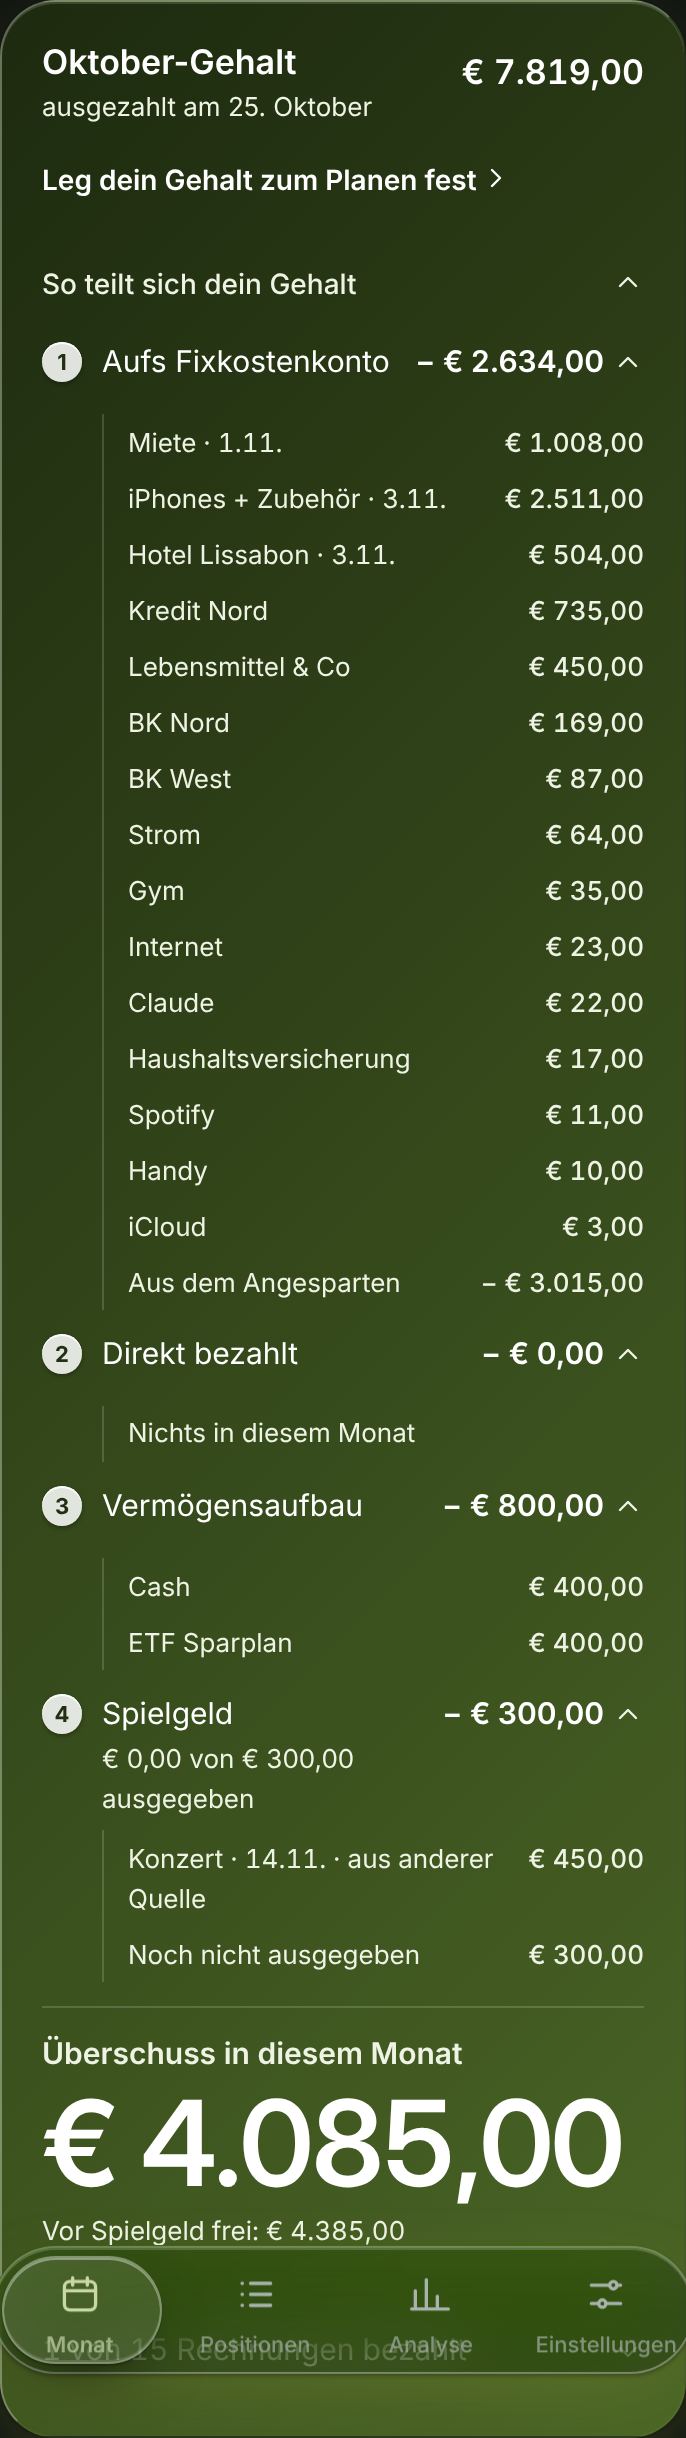 Oktober-Gehalt
€ 7.819,00
ausgezahlt am 25. Oktober
Leg dein Gehalt zum Planen fest
So teilt sich dein Gehalt
1 Aufs Fixkostenkonto – € 2.634,00
Miete · 1.11. € 1.008,00
iPhones + Zubehör · 3.11. € 2.511,00
Hotel Lissabon · 3.11. € 504,00
Kredit Nord € 735,00
Lebensmittel & Co € 450,00
BK Nord € 169,00
BK West € 87,00
Strom € 64,00
Gym € 35,00
Internet € 23,00
Claude € 22,00
Haushaltsversicherung € 17,00
Spotify € 11,00
Handy € 10,00
iCloud € 3,00
Aus dem Angesparten – € 3.015,00
2 Direkt bezahlt – € 0,00
Nichts in diesem Monat
3 Vermögensaufbau – € 800,00
Cash € 400,00
ETF Sparplan € 400,00
4 Spielgeld – € 300,00
€ 0,00 von € 300,00
ausgegeben
Konzert · 14.11. · aus anderer € 450,00
Quelle
Noch nicht ausgegeben € 300,00
Überschuss in diesem Monat
€ 4.085,00
Vor Spielgeld frei: € 4.385,00
1 von 15 Rechnungen bezahlt
Monat Positionen Analyse Einstellungen